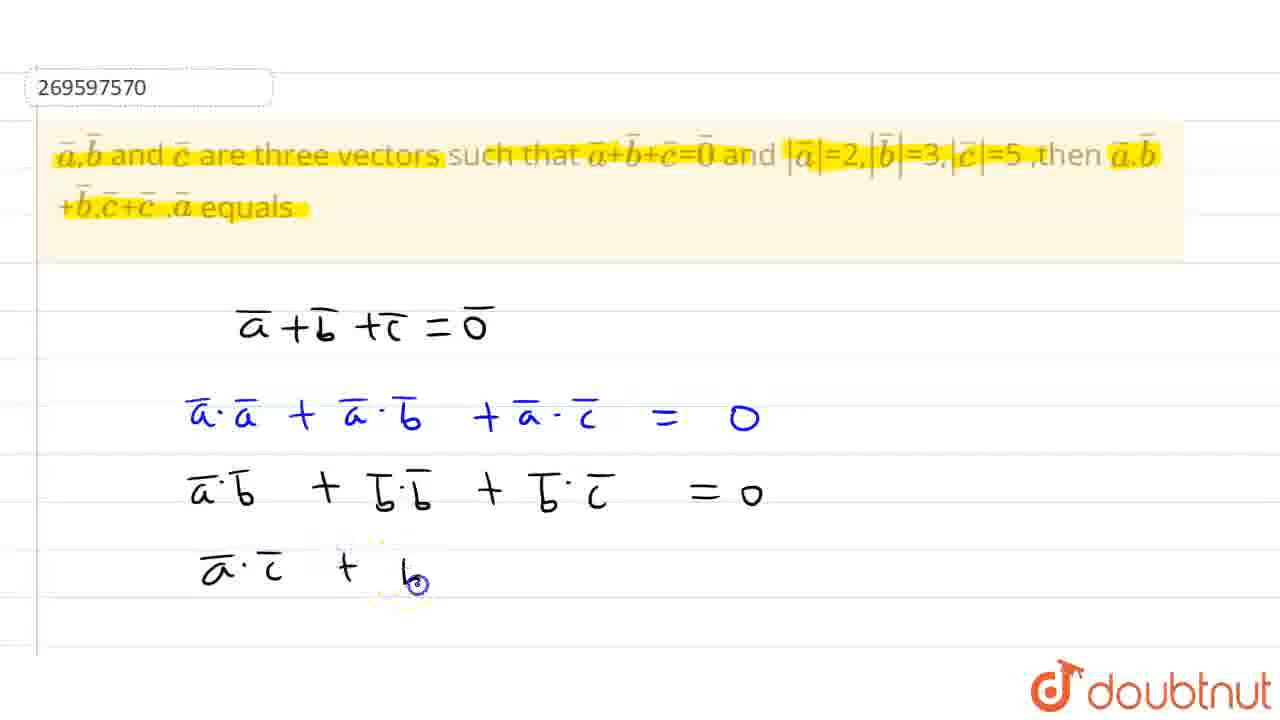 269597570
a̅,b̅ and c̅ are three vectors such that a̅+b̅+c̅=0̅ and |a̅|=2,|b̅|=3,|c̅|=5 ,then a̅.b̅
+b̅.c̅+c̅ .a̅ equals
a̅ + b̅ + c̅ = 0̅
a̅·a̅ + a̅·b̅ + a̅·c̅ = 0
a̅·b̅ + b̅·b̅ + b̅·c̅ = 0
a̅·c̅ + b
doubtnut